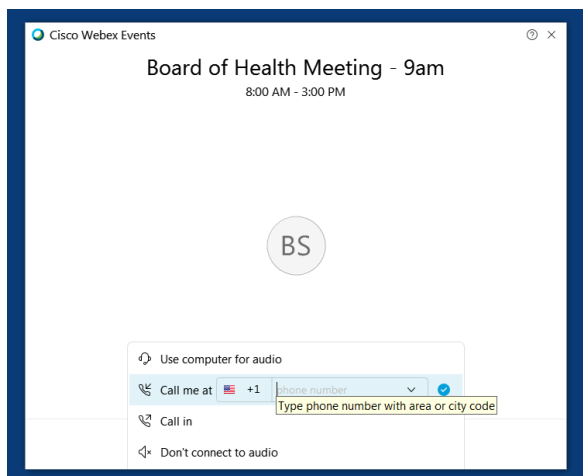 Cisco Webex Events
Board of Health Meeting - 9am
8:00 AM - 3:00 PM
BS
Use computer for audio
Call me at +1 phone number
Type phone number with area or city code
Call in
Don't connect to audio